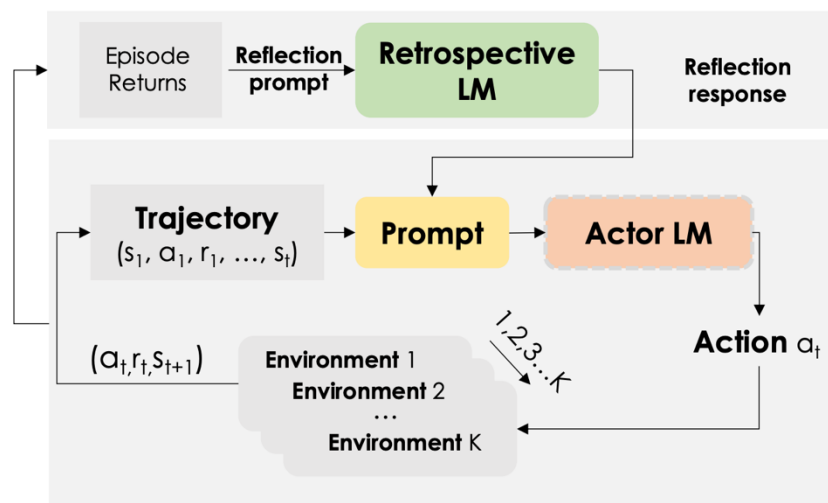 Episode
Returns
Reflection
prompt
Retrospective
LM
Reflection
response
Trajectory
(s₁, a₁, r₁, ..., sₜ)
Prompt
Actor LM
1,2,3...K
Action aₜ
(aₜ,rₜ,sₜ₊₁)
Environment 1
Environment 2
...
Environment K